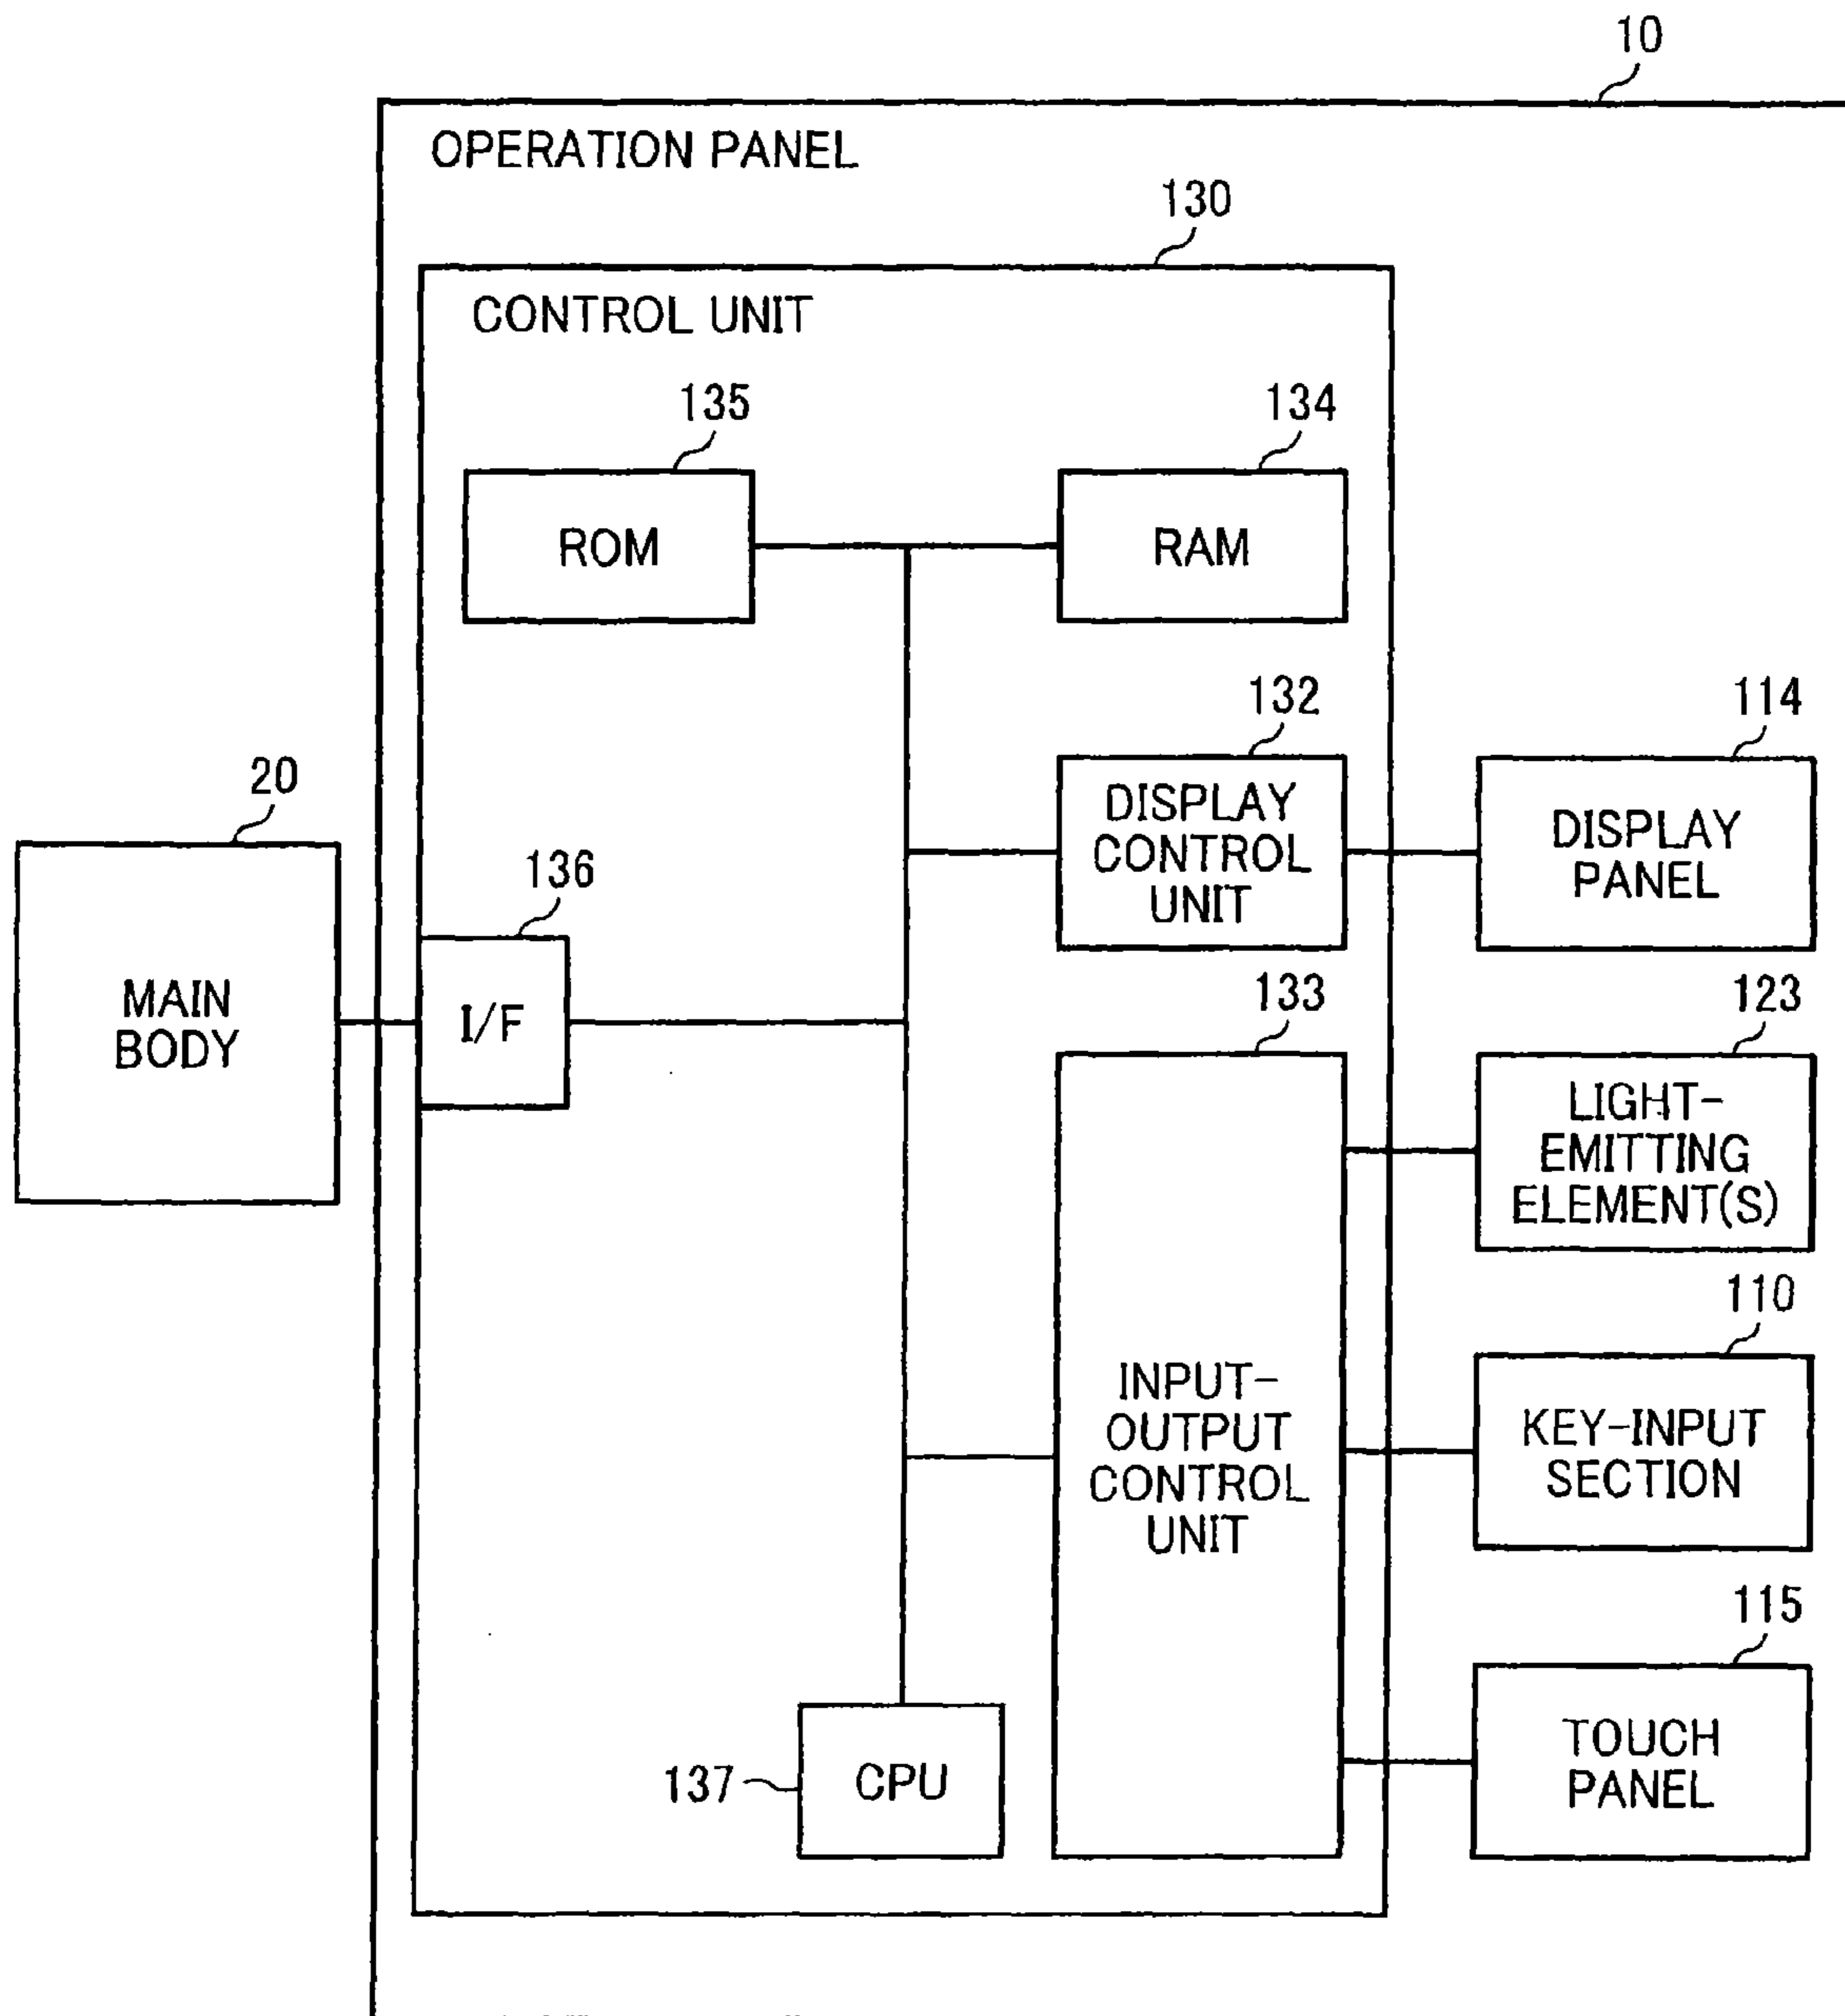 10
OPERATION PANEL
130
CONTROL UNIT
135
134
ROM
RAM
132
114
DISPLAY
CONTROL
UNIT
DISPLAY
PANEL
20
136
MAIN
BODY
I/F
133
123
LIGHT-
EMITTING
ELEMENT(S)
110
INPUT-
OUTPUT
CONTROL
UNIT
KEY-INPUT
SECTION
115
137
CPU
TOUCH
PANEL